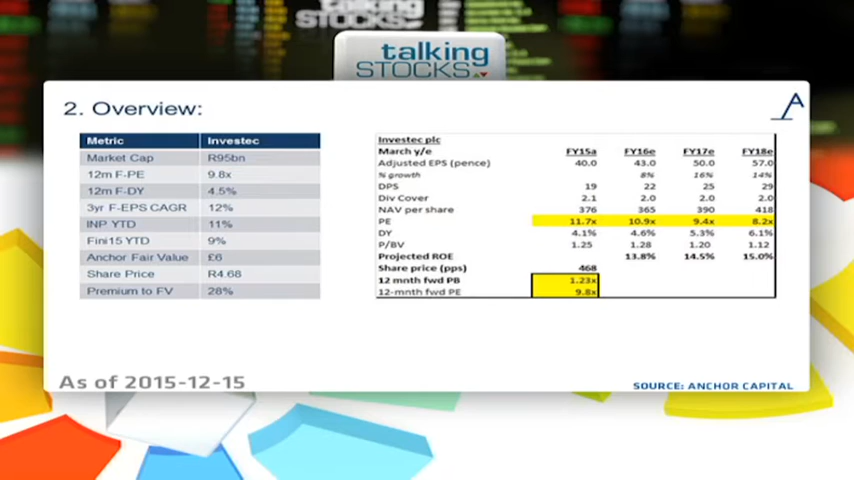 talking
STOCKS
talking
STOCKS
2. Overview:
A
Metric Investec
Market Cap R95bn
12m F-PE 9.8x
12m F-DY 4.5%
3yr F-EPS CAGR 12%
INP YTD 11%
Fini15 YTD 9%
Anchor Fair Value £6
Share Price R4.68
Premium to FV 28%
Investec plc
March y/e FY15a FY16e FY17e FY18e
Adjusted EPS (pence) 40.0 43.0 50.0 57.0
% growth 8% 16% 14%
DPS 19 22 25 29
Div Cover 2.1 2.0 2.0 2.0
NAV per share 376 365 390 418
PE 11.7x 10.9x 9.4x 8.2x
DY 4.1% 4.6% 5.3% 6.1%
P/BV 1.25 1.28 1.20 1.12
Projected ROE 13.8% 14.5% 15.0%
Share price (pps) 468
12 mnth fwd PB 1.23x
12-mnth fwd PE 9.8x
As of 2015-12-15
SOURCE: ANCHOR CAPITAL